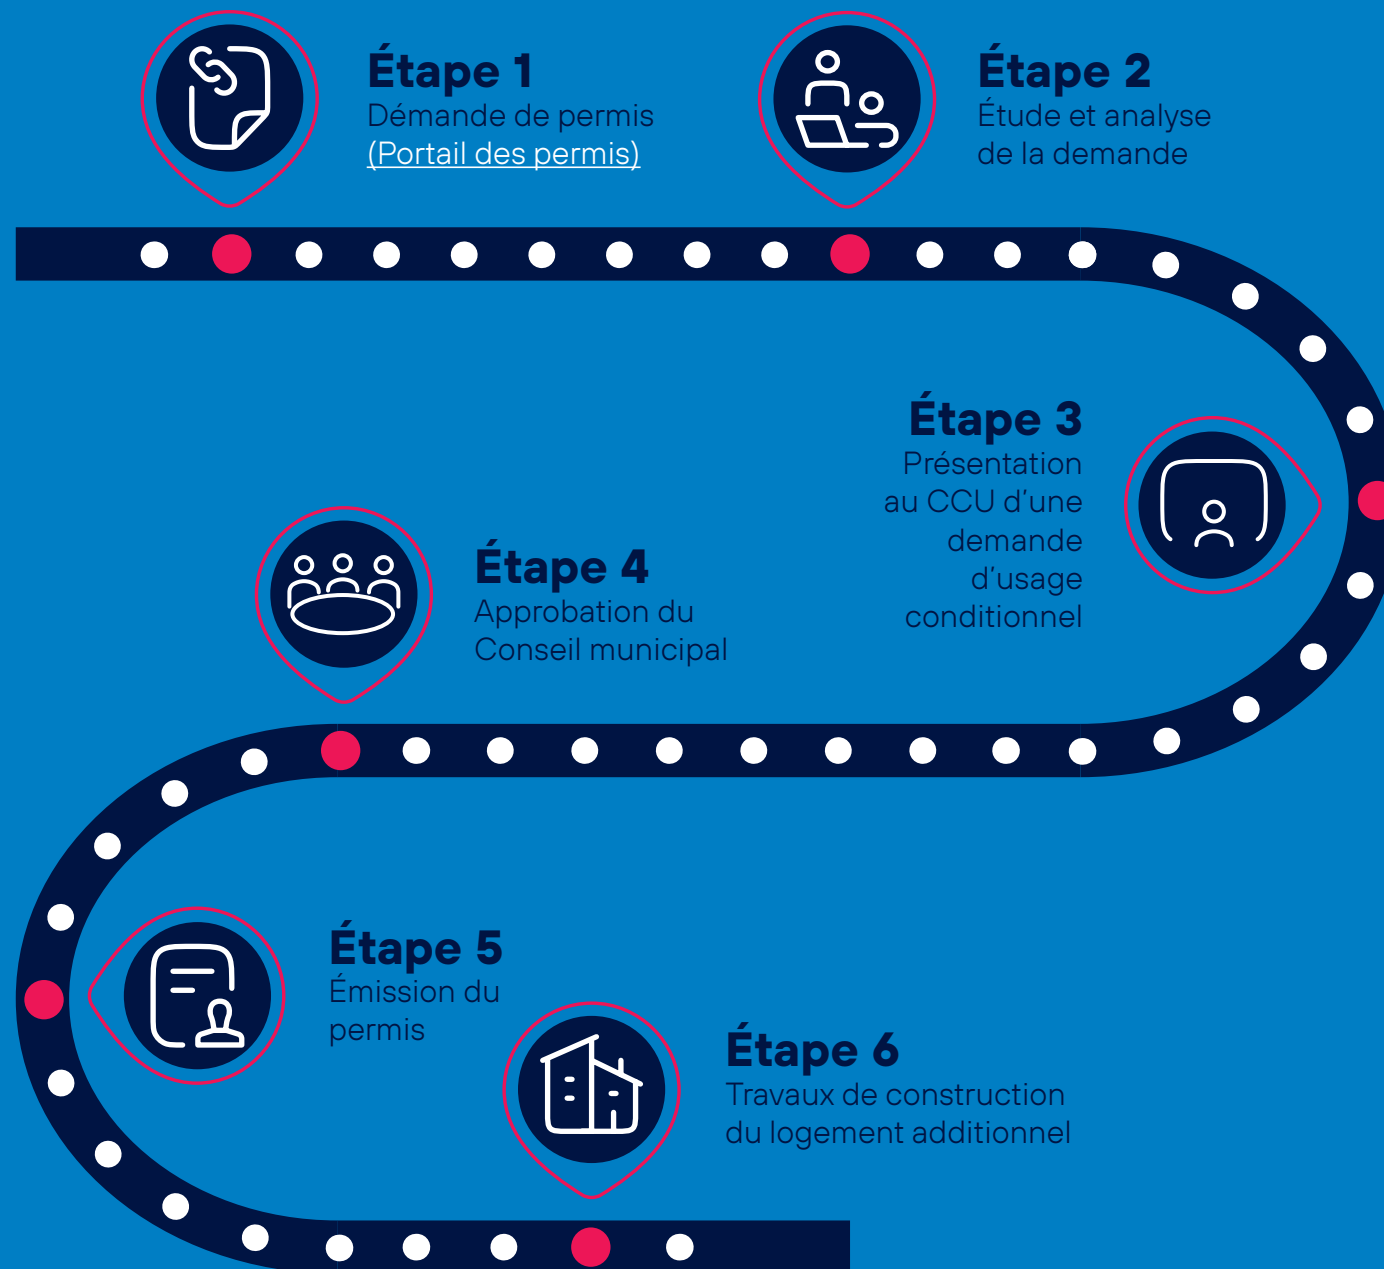 Étape 1
Démande de permis
(Portail des permis)
Étape 2
Étude et analyse
de la demande
Étape 3
Présentation
au CCU d'une
demande
d'usage
conditionnel
Étape 4
Approbation du
Conseil municipal
Étape 5
Émission du
permis
Étape 6
Travaux de construction
du logement additionnel